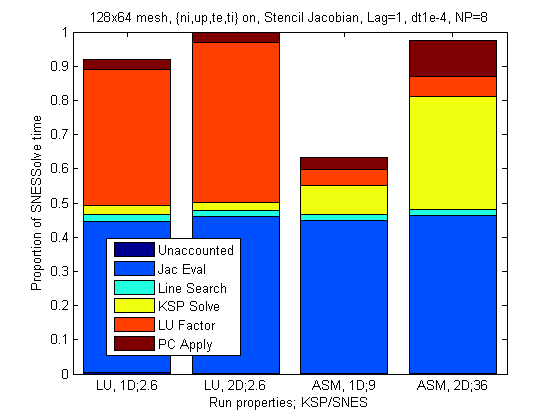 128x64 mesh, {ni,up,te,ti} on, Stencil Jacobian, Lag=1, dt1e-4, NP=8
1
0.9
0.8
0.7
0.6
0.5
0.4
0.3
0.2
0.1
0
Proportion of SNESSolve time
Unaccounted
Jac Eval
Line Search
KSP Solve
LU Factor
PC Apply
LU, 1D;2.6 LU, 2D;2.6 ASM, 1D;9 ASM, 2D;36
Run properties; KSP/SNES